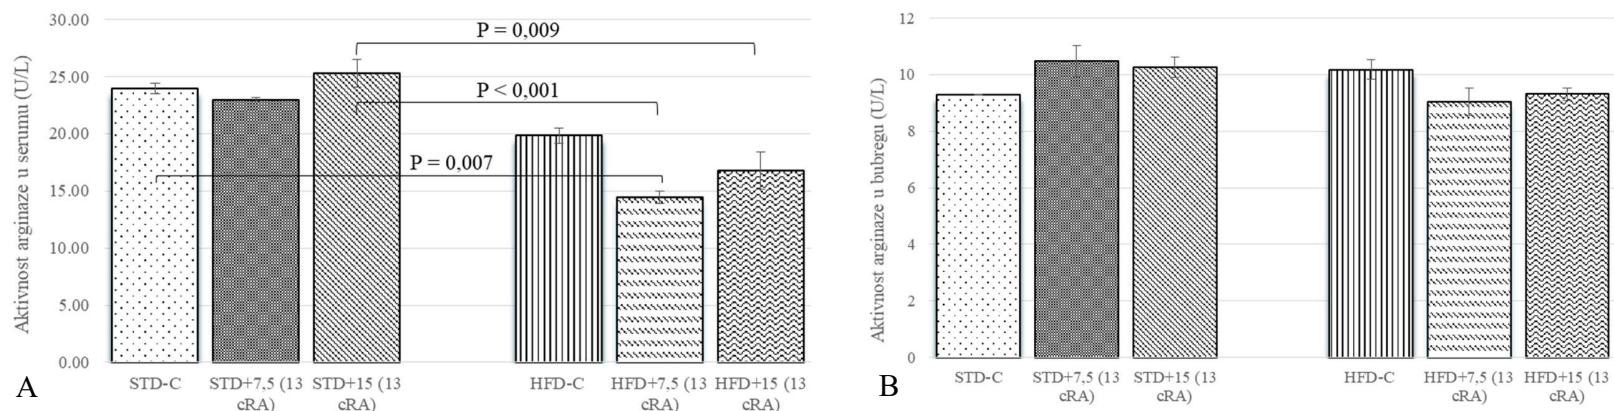 Aktivnost arginaze u serumu (U/L)
30.00
25.00
20.00
15.00
10.00
5.00
0.00
P = 0,009
P < 0,001
P = 0,007
STD-C
STD+7,5 (13
cRA)
STD+15 (13
cRA)
HFD-C
HFD+7,5 (13
cRA)
HFD+15 (13
cRA)
A
Aktivnost arginaze u bubregu (U/L)
12
10
8
6
4
2
0
STD-C
STD+7,5 (13
cRA)
STD+15 (13
cRA)
HFD-C
HFD+7,5 (13
cRA)
HFD+15 (13
cRA)
B